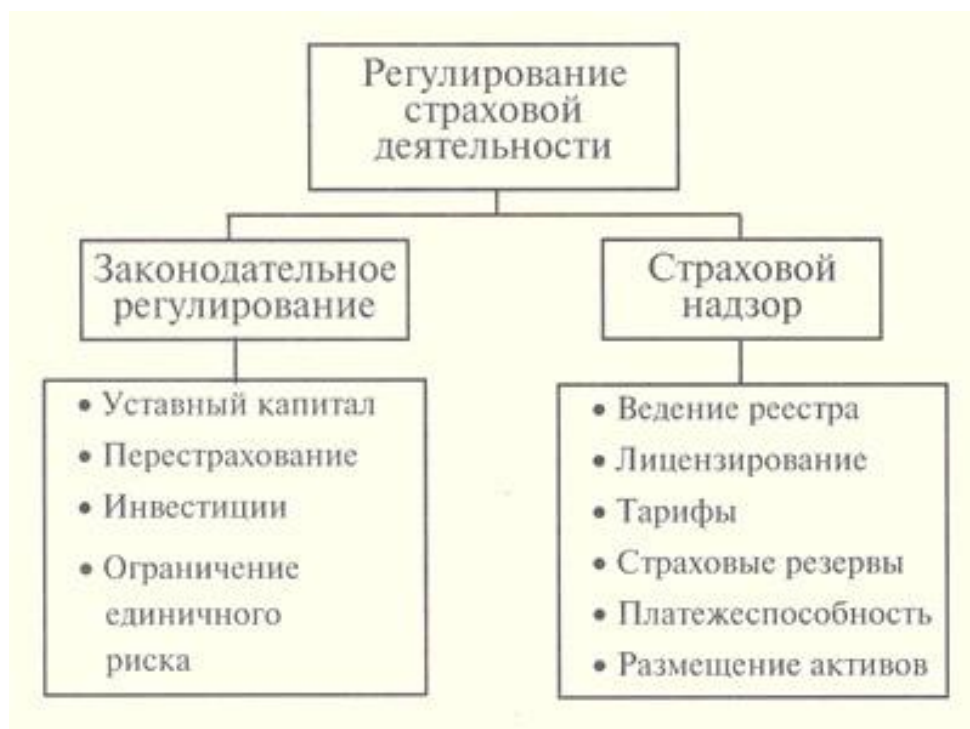 Регулирование
страховой
деятельности
Законодательное
регулирование
• Уставный капитал
• Перестрахование
• Инвестиции
• Ограничение
единичного
риска
Страховой
надзор
• Ведение реестра
• Лицензирование
• Тарифы
• Страховые резервы
• Платежеспособность
• Размещение активов